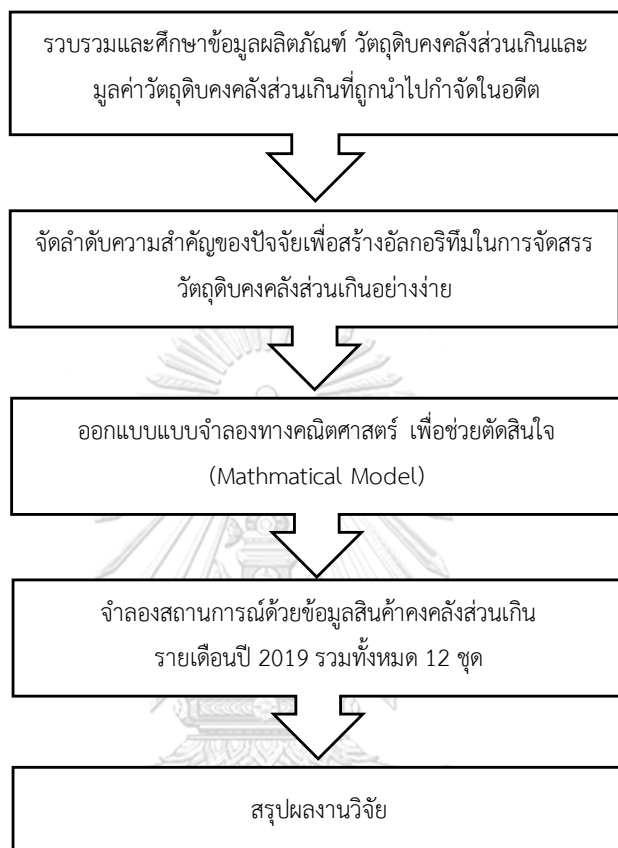 รวบรวมและศึกษาข้อมูลผลิตภัณฑ์ วัตถุดิบคงคลังส่วนเกินและ
มูลค่าวัตถุดิบคงคลังส่วนเกินที่ถูกนำไปกำจัดในอดีต
จัดลำดับความสำคัญของปัจจัยเพื่อสร้างอัลกอริทึมในการจัดสรร
วัตถุดิบคงคลังส่วนเกินอย่างง่าย
ออกแบบแบบจำลองทางคณิตศาสตร์ เพื่อช่วยตัดสินใจ
(Mathmatical Model)
จำลองสถานการณ์ด้วยข้อมูลสินค้าคงคลังส่วนเกิน
รายเดือนปี 2019 รวมทั้งหมด 12 ชุด
สรุปผลงานวิจัย